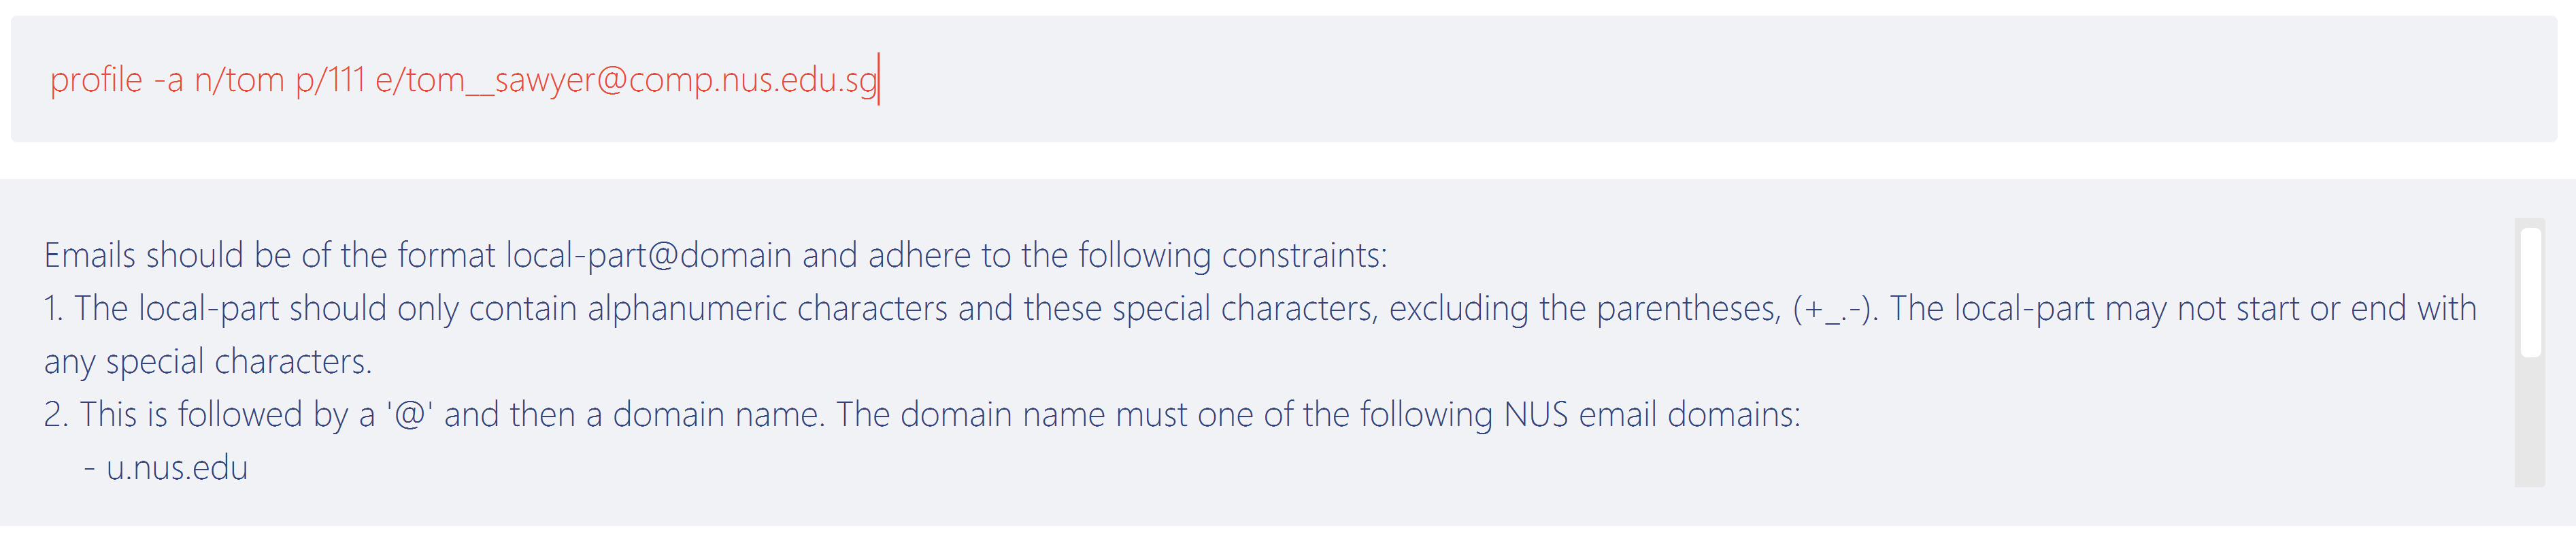 profile -a n/tom p/111 e/tom__sawyer@comp.nus.edu.sg
Emails should be of the format local-part@domain and adhere to the following constraints:
1. The local-part should only contain alphanumeric characters and these special characters, excluding the parentheses, (+_.-). The local-part may not start or end with
any special characters.
2. This is followed by a '@' and then a domain name. The domain name must one of the following NUS email domains:
- u.nus.edu